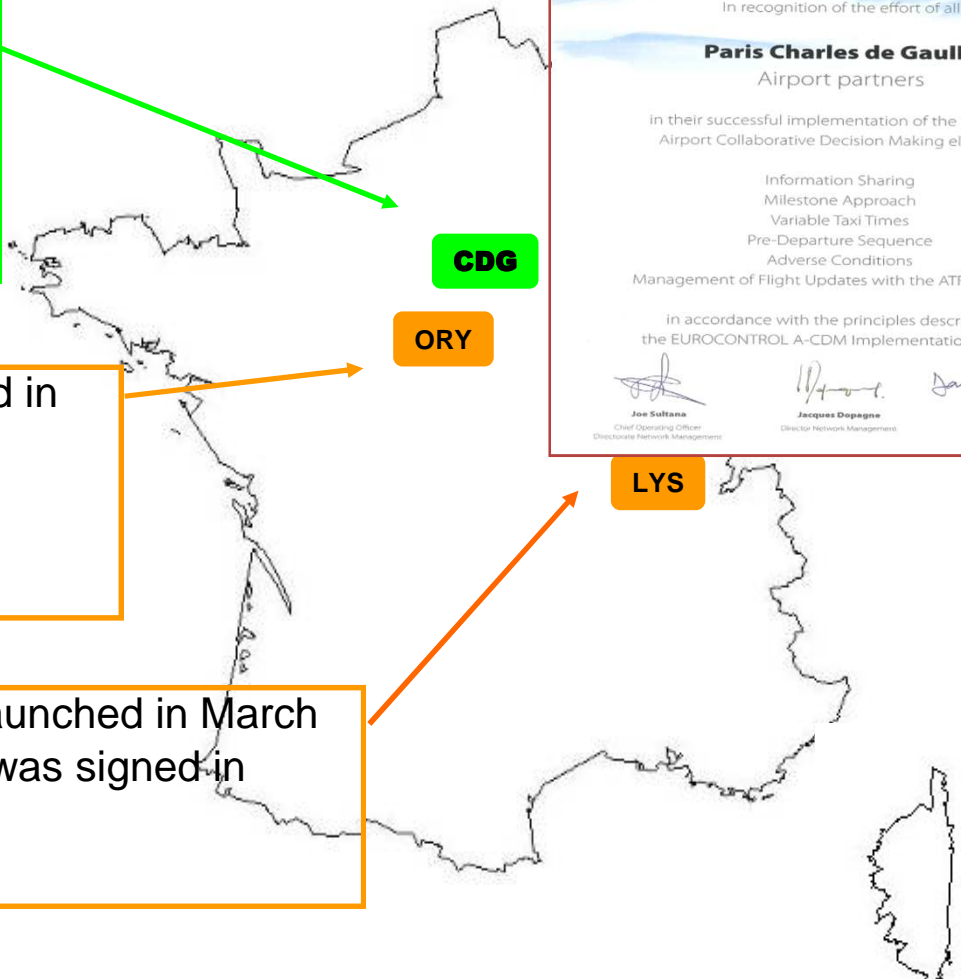 In recognition of the effort of all
Paris Charles de Gaull
Airport partners
in their successful implementation of the
Airport Collaborative Decision Making el
Information Sharing
Milestone Approach
Variable Taxi Times
Pre-Departure Sequence
Adverse Conditions
Management of Flight Updates with the ATF
in accordance with the principles descr
the EUROCONTROL A-CDM Implementatio
Joe Sultana
Chief Operating Officer
Directorate Network Management
Jacques Dopagne
Director Network Management
CDG
ORY
d in
LYS
aunched in March
was signed in